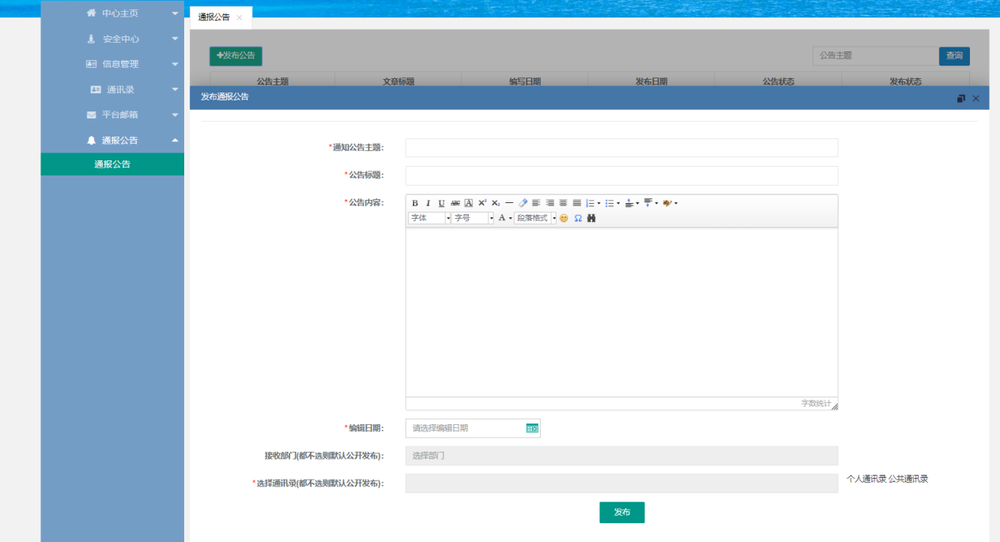 中心主页
安全中心
信息管理
通讯录
平台邮箱
通报公告
通报公告
通报公告 ×
+发布公告
公告主题 查询
公告主题 文章标题 编写日期 发布日期 公告状态 发布状态
发布通报公告
*通知公告主题:
*公告标题:
*公告内容:
B I U ABC A X² X₂
字体 字号 A 段落格式 Ω
字数统计
*编辑日期: 请选择编辑日期
接收部门(都不选则默认公开发布): 选择部门
*选择通讯录(都不选则默认公开发布): 个人通讯录 公共通讯录
发布